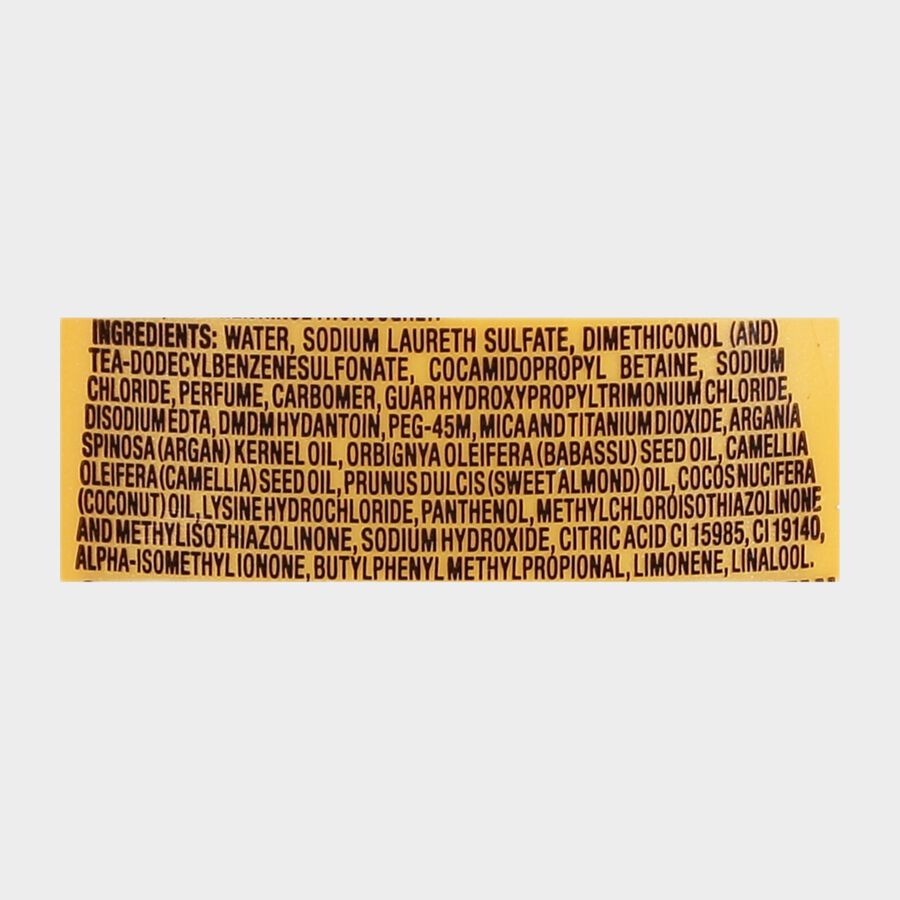 INGREDIENTS: WATER, SODIUM LAURETH SULFATE, DIMETHICONOL (AND)
TEA-DODECYLBENZENESULFONATE, COCAMIDOPROPYL BETAINE, SODIUM
CHLORIDE, PERFUME, CARBOMER, GUAR HYDROXYPROPYLTRIMONIUM CHLORIDE,
DISODIUM EDTA, DMDM HYDANTOIN, PEG-45M, MICA AND TITANIUM DIOXIDE, ARGANIA
SPINOSA (ARGAN) KERNEL OIL, ORBIGNYA OLEIFERA (BABASSU) SEED OIL, CAMELLIA
OLEIFERA (CAMELLIA) SEED OIL, PRUNUS DULCIS (SWEET ALMOND) OIL, COCOS NUCIFERA
(COCONUT) OIL, LYSINE HYDROCHLORIDE, PANTHENOL, METHYLCHLOROISOTHIAZOLINONE
AND METHYLISOTHIAZOLINONE, SODIUM HYDROXIDE, CITRIC ACID CI 15985, CI 19140,
ALPHA-ISOMETHYL IONONE, BUTYLPHENYL METHYLPROPIONAL, LIMONENE, LINALOOL.